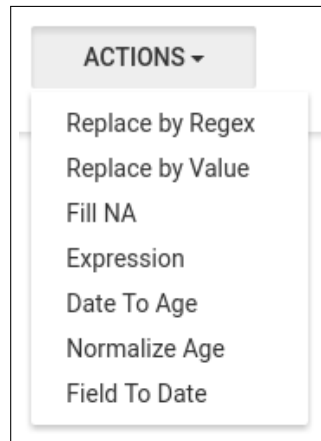 ACTIONS
Replace by Regex
Replace by Value
Fill NA
Expression
Date To Age
Normalize Age
Field To Date